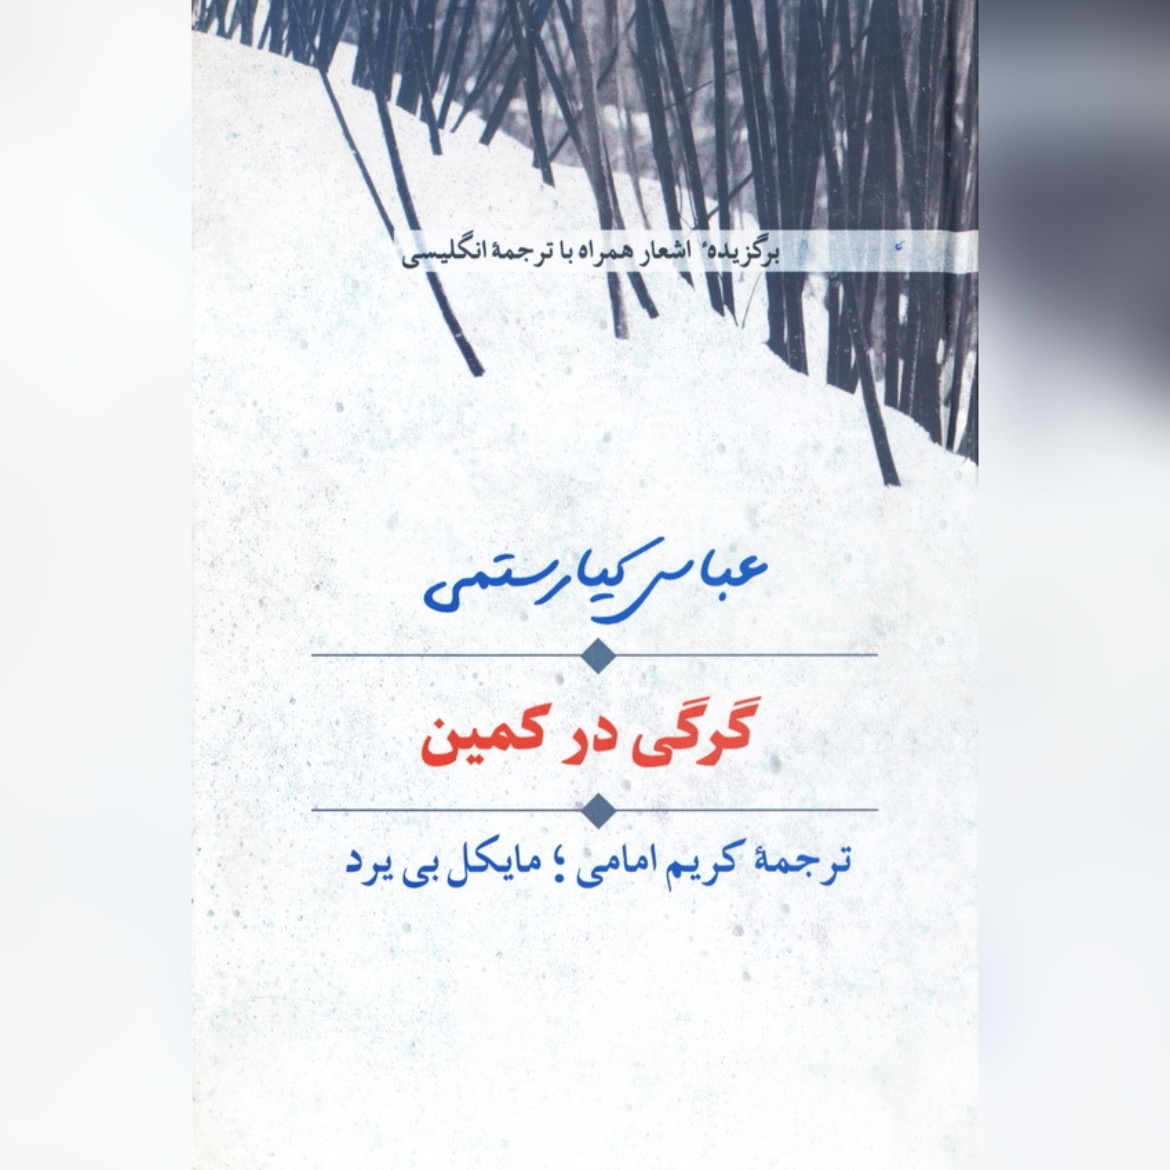 برگزیدهٔ اشعار همراه با ترجمهٔ انگلیسی
عباس کیارستمی
گرگی در کمین
ترجمهٔ کریم امامی ؛ مایکل بی یرد